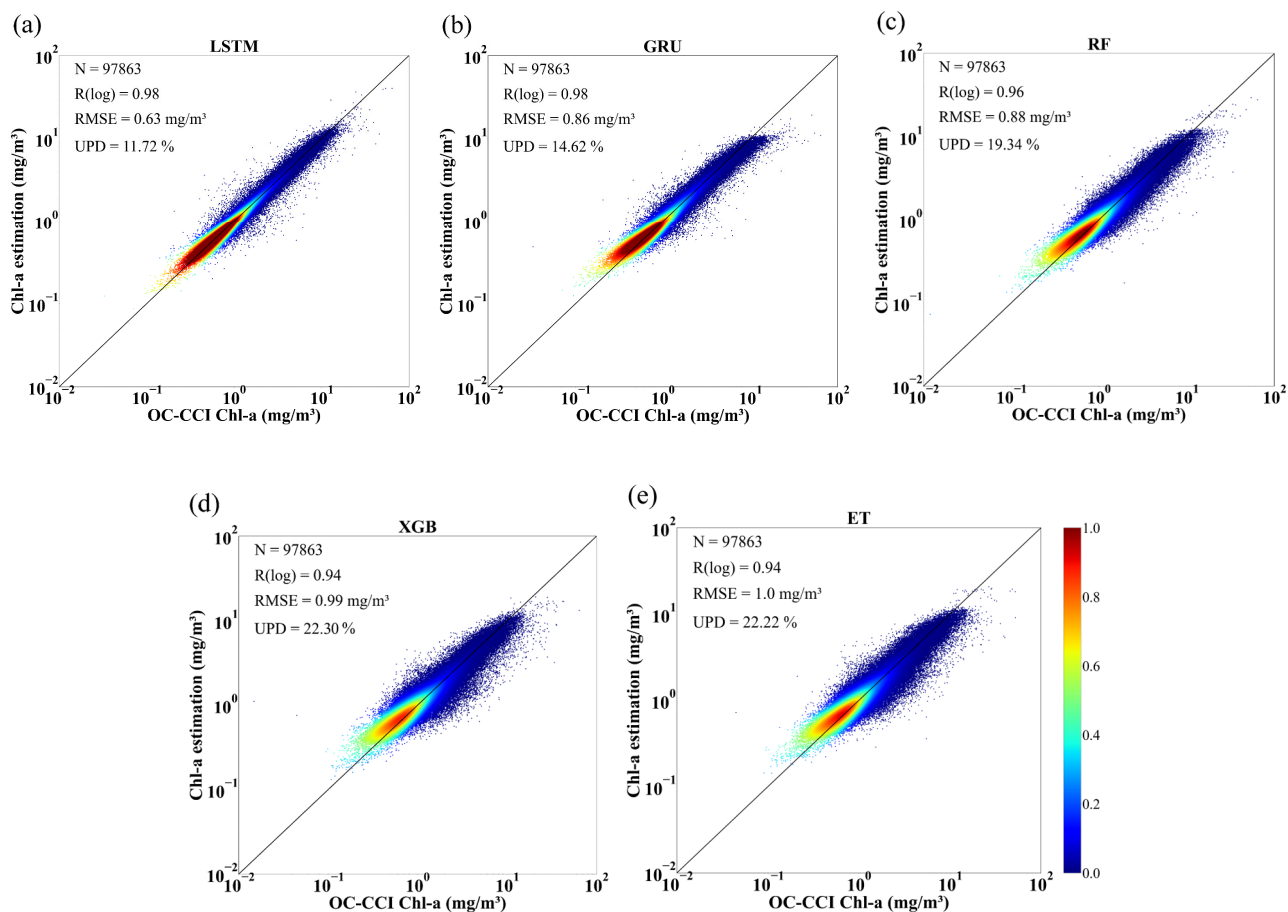 (a)
LSTM
N = 97863
R(log) = 0.98
RMSE = 0.63 mg/m³
UPD = 11.72 %
10²
10¹
10⁰
10⁻¹
10⁻²
Chl-a estimation (mg/m³)
10⁻² 10⁻¹ 10⁰ 10¹ 10²
OC-CCI Chl-a (mg/m³)
(b)
GRU
N = 97863
R(log) = 0.98
RMSE = 0.86 mg/m³
UPD = 14.62 %
10²
10¹
10⁰
10⁻¹
10⁻²
Chl-a estimation (mg/m³)
10⁻² 10⁻¹ 10⁰ 10¹ 10²
OC-CCI Chl-a (mg/m³)
(c)
RF
N = 97863
R(log) = 0.96
RMSE = 0.88 mg/m³
UPD = 19.34 %
10²
10¹
10⁰
10⁻¹
10⁻²
Chl-a estimation (mg/m³)
10⁻² 10⁻¹ 10⁰ 10¹ 10²
OC-CCI Chl-a (mg/m³)
(d)
XGB
N = 97863
R(log) = 0.94
RMSE = 0.99 mg/m³
UPD = 22.30 %
10²
10¹
10⁰
10⁻¹
10⁻²
Chl-a estimation (mg/m³)
10⁻² 10⁻¹ 10⁰ 10¹ 10²
OC-CCI Chl-a (mg/m³)
(e)
ET
N = 97863
R(log) = 0.94
RMSE = 1.0 mg/m³
UPD = 22.22 %
10²
10¹
10⁰
10⁻¹
10⁻²
Chl-a estimation (mg/m³)
10⁻² 10⁻¹ 10⁰ 10¹ 10²
OC-CCI Chl-a (mg/m³)
1.0
0.8
0.6
0.4
0.2
0.0